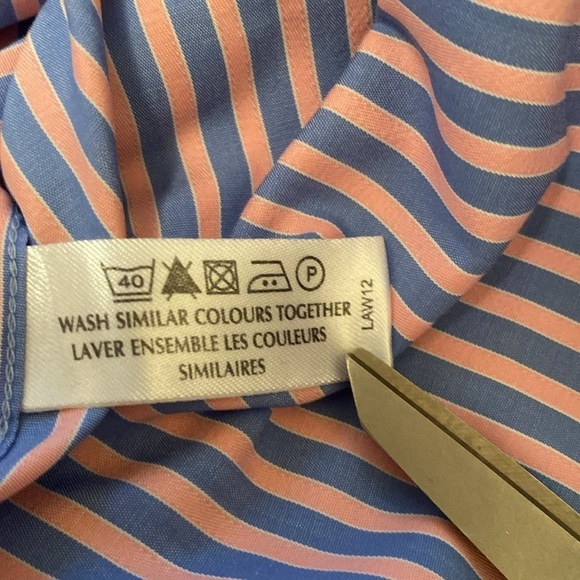 40 P
WASH SIMILAR COLOURS TOGETHER
LAVER ENSEMBLE LES COULEURS
SIMILAIRES
LAW12